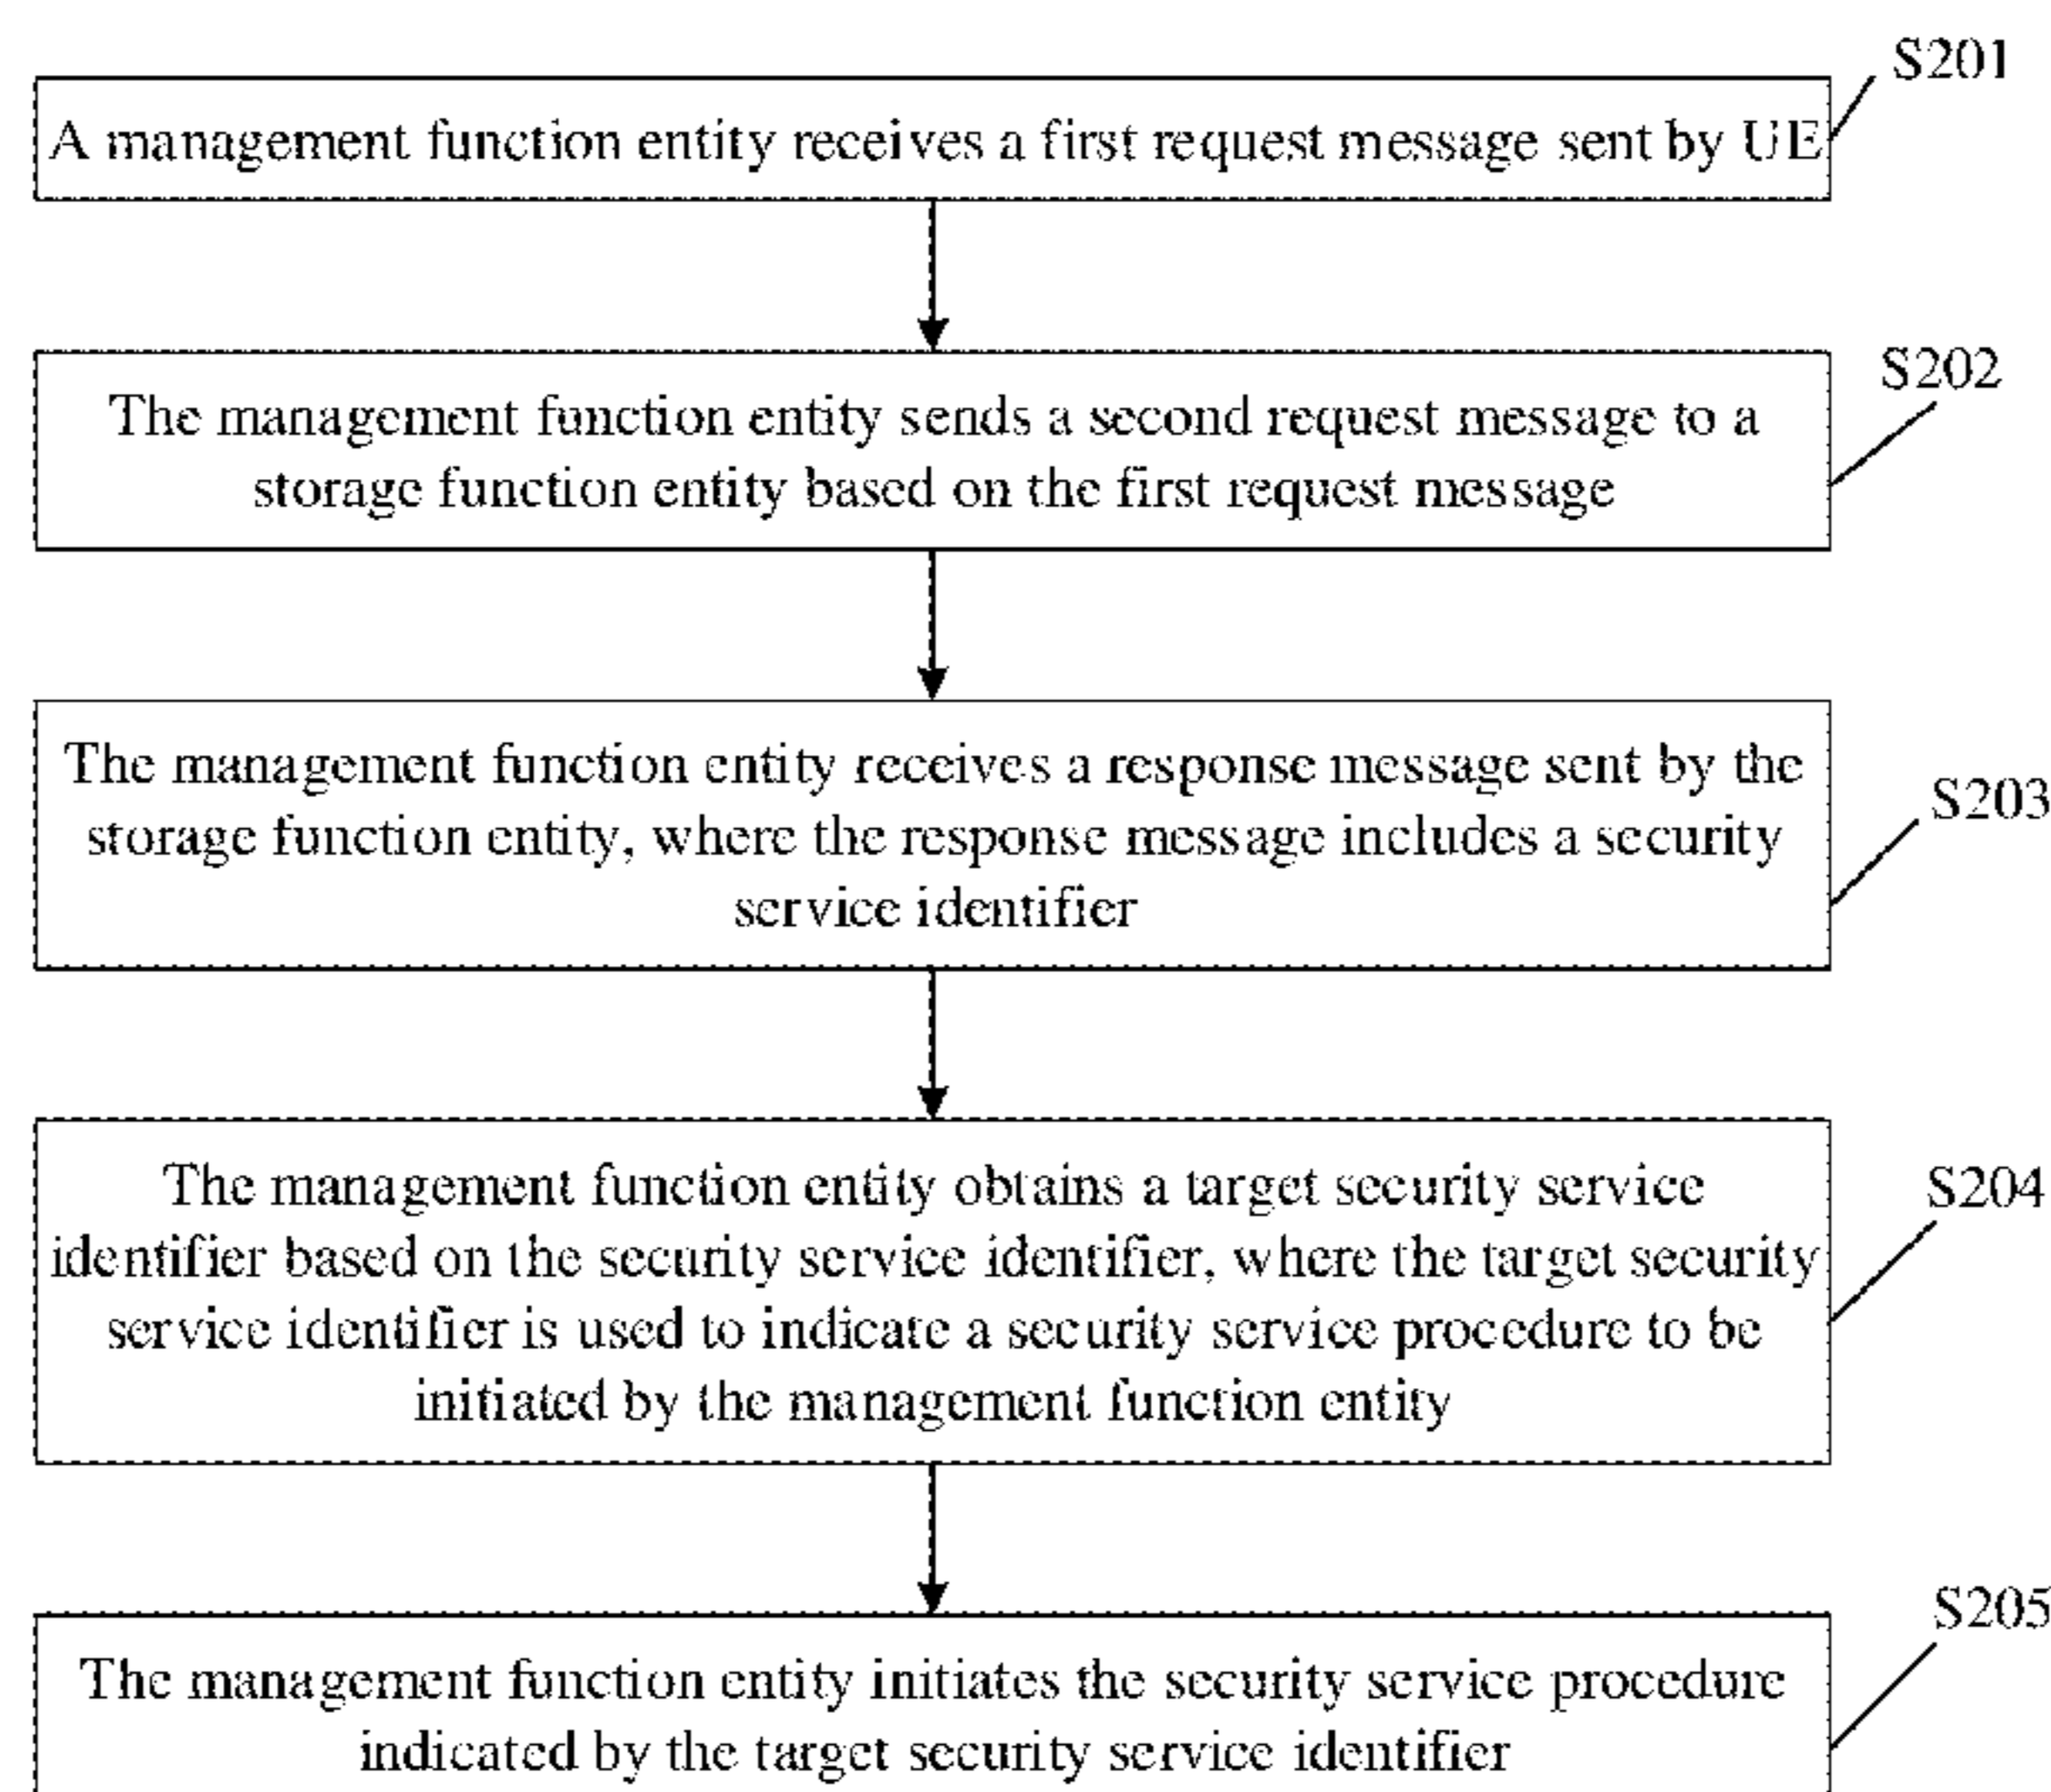 S201
A management function entity receives a first request message sent by UE
S202
The management function entity sends a second request message to a
storage function entity based on the first request message
The management function entity receives a response message sent by the
storage function entity, where the response message includes a security
service identifier
S203
The management function entity obtains a target security service
identifier based on the security service identifier, where the target security
service identifier is used to indicate a security service procedure to be
initiated by the management function entity
S204
S205
The management function entity initiates the security service procedure
indicated by the target security service identifier